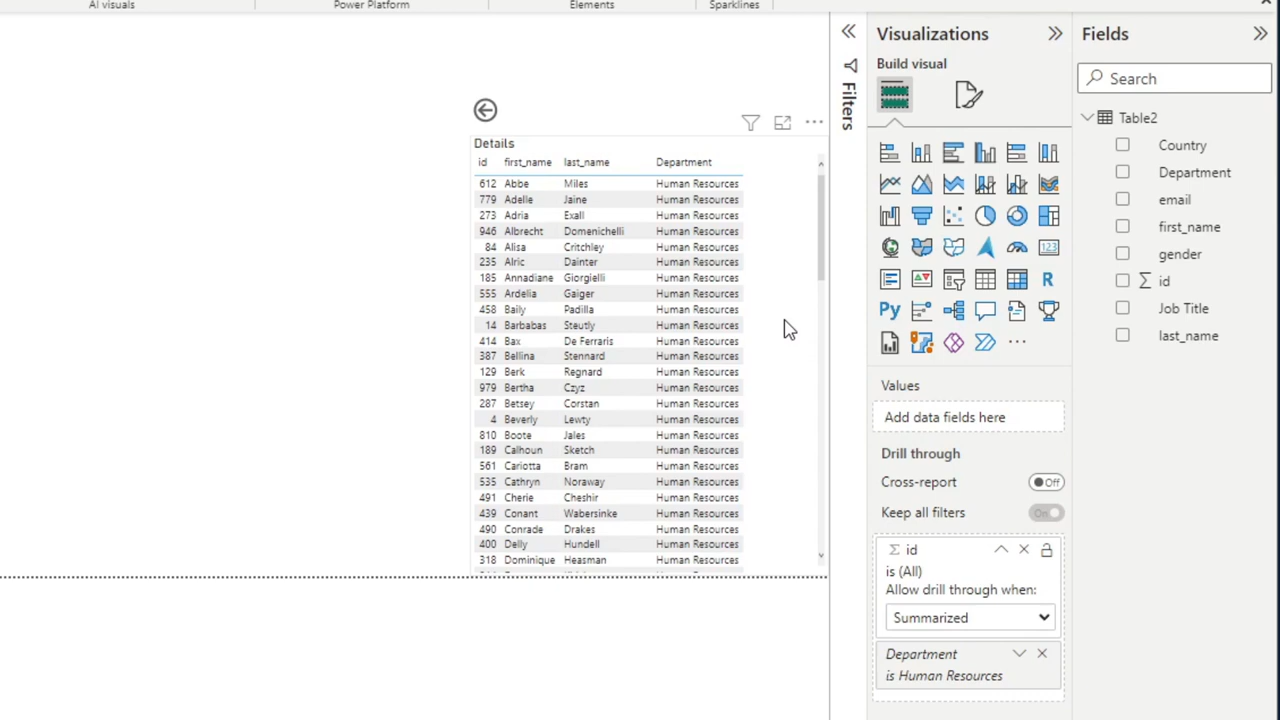 AI visuals
Power Platform
Elements
Sparklines
Details
id first_name last_name Department
612 Abbe Miles Human Resources
779 Adelle Jaine Human Resources
273 Adria Exall Human Resources
946 Albrecht Domenichelli Human Resources
84 Alisa Critchley Human Resources
235 Alric Dainter Human Resources
185 Annadiane Giorgielli Human Resources
555 Ardelia Gaiger Human Resources
458 Baily Padilla Human Resources
14 Barbabas Steutly Human Resources
414 Bax De Ferraris Human Resources
387 Bellina Stennard Human Resources
129 Berk Regnard Human Resources
979 Bertha Czyz Human Resources
287 Betsey Corstan Human Resources
4 Beverly Lewty Human Resources
810 Boote Jales Human Resources
189 Calhoun Sketch Human Resources
561 Cariotta Bram Human Resources
535 Cathryn Noraway Human Resources
491 Cherie Cheshir Human Resources
439 Conant Wabersinke Human Resources
490 Conrade Drakes Human Resources
400 Delly Hundell Human Resources
318 Dominique Heasman Human Resources
Filters
Visualizations
Build visual
123
R
Py
Values
Add data fields here
Drill through
Cross-report Off
Keep all filters On
Σ id
is (All)
Allow drill through when:
Summarized
Department
is Human Resources
Fields
Search
Table2
Country
Department
email
first_name
gender
Σ id
Job Title
last_name